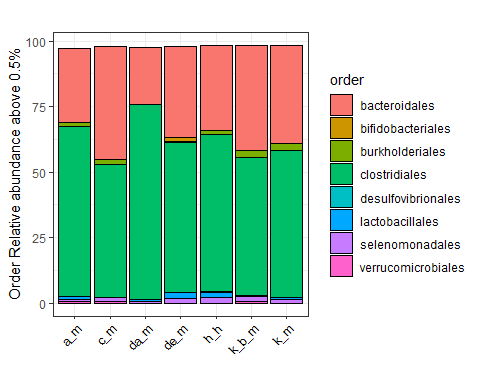 Order Relative abundance above 0.5%
100
75
50
25
0
a_m
c_m
da_m
de_m
h_h
k_b_m
k_m
order
bacteroidales
bifidobacteriales
burkholderiales
clostridiales
desulfovibrionales
lactobacillales
selenomonadales
verrucomicrobiales